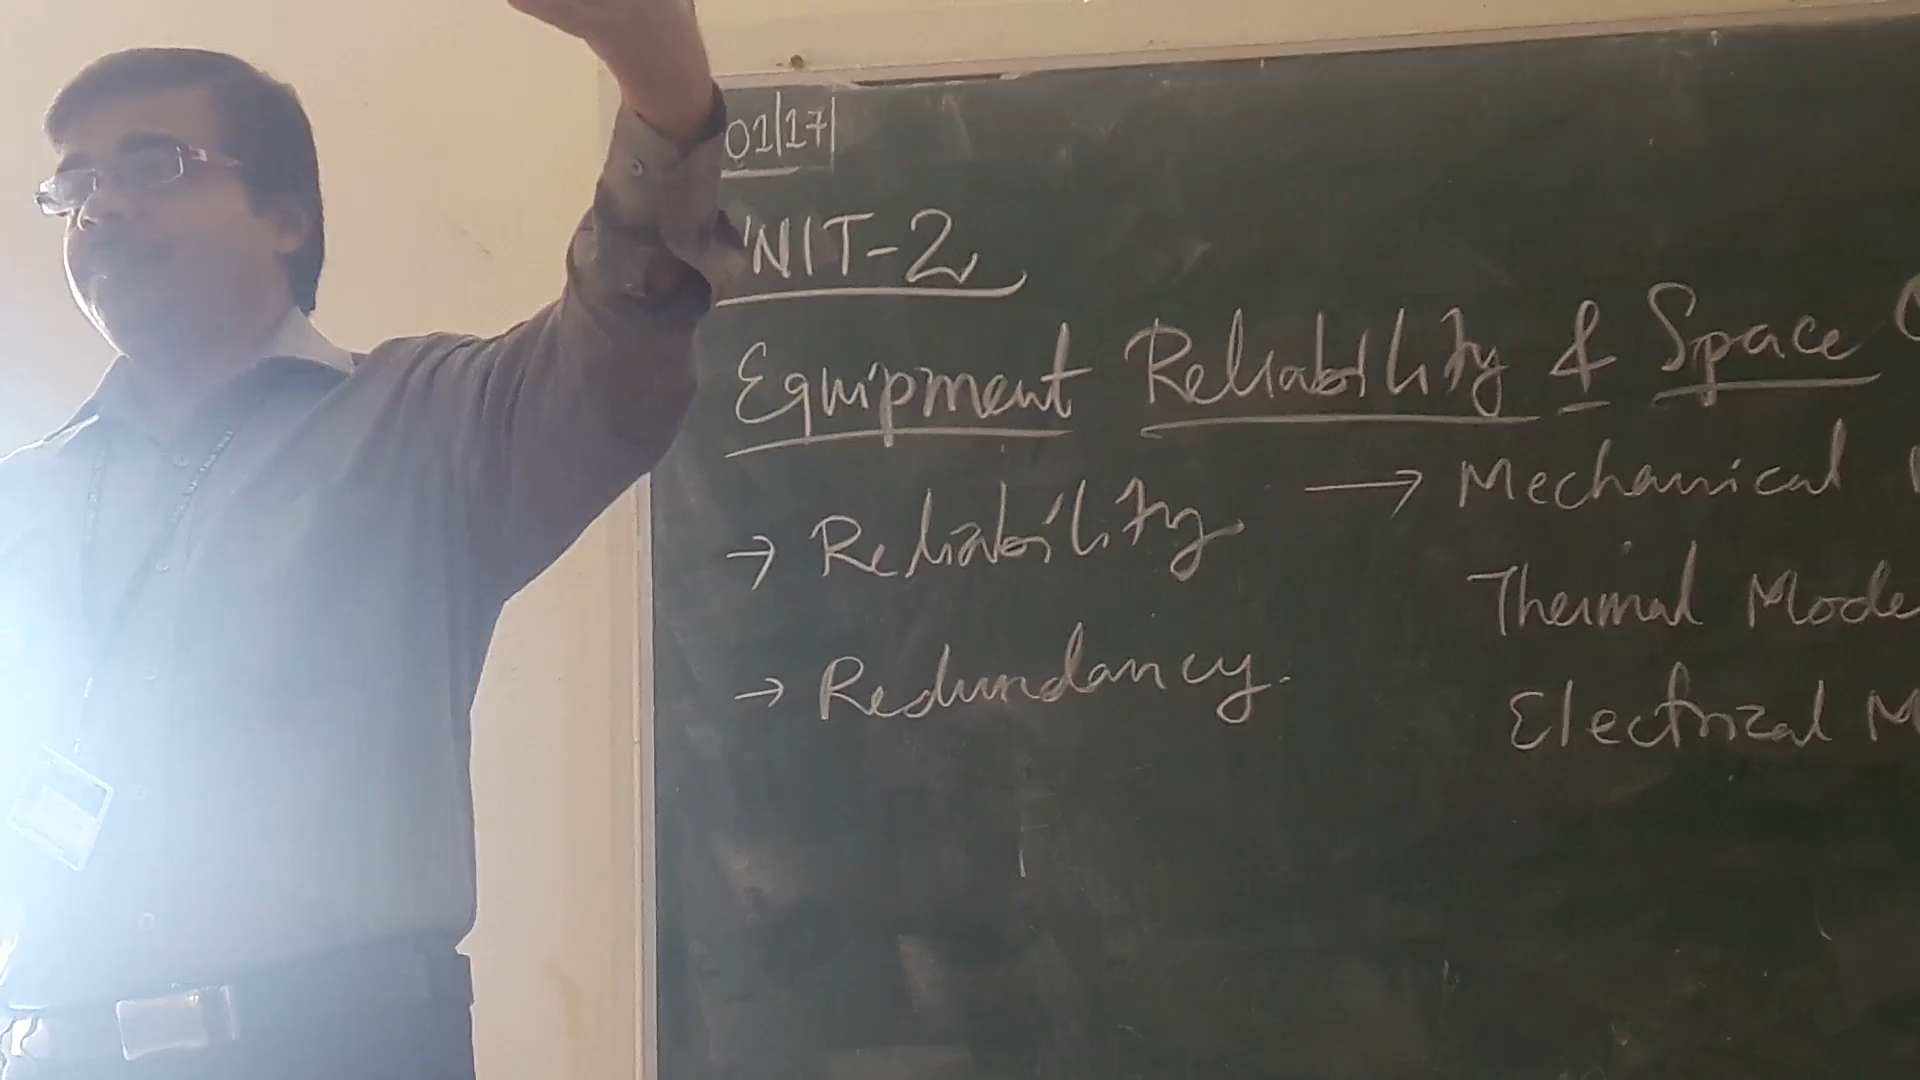 01/17/
NIT-2
Equipment Reliability & Space
→ Reliability → Mechanical
Thermal Mode
→ Redundancy.
Electrical M